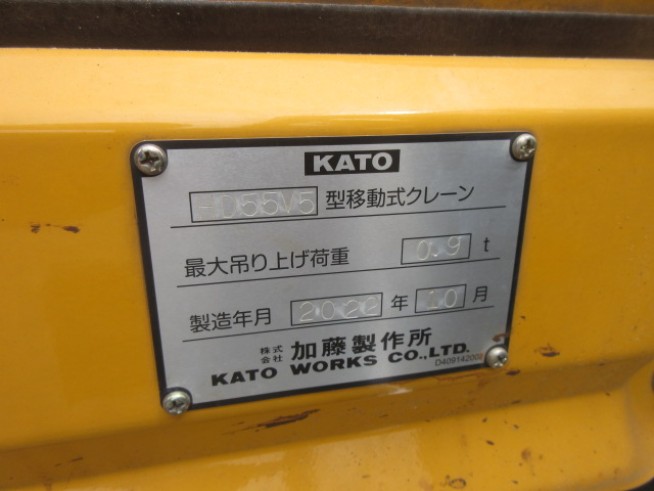 KATO
HD55V5 型移動式クレーン
最大吊り上げ荷重 0.9 t
製造年月 2022 年 10 月
株式会社 加藤製作所
KATO WORKS CO.,LTD.